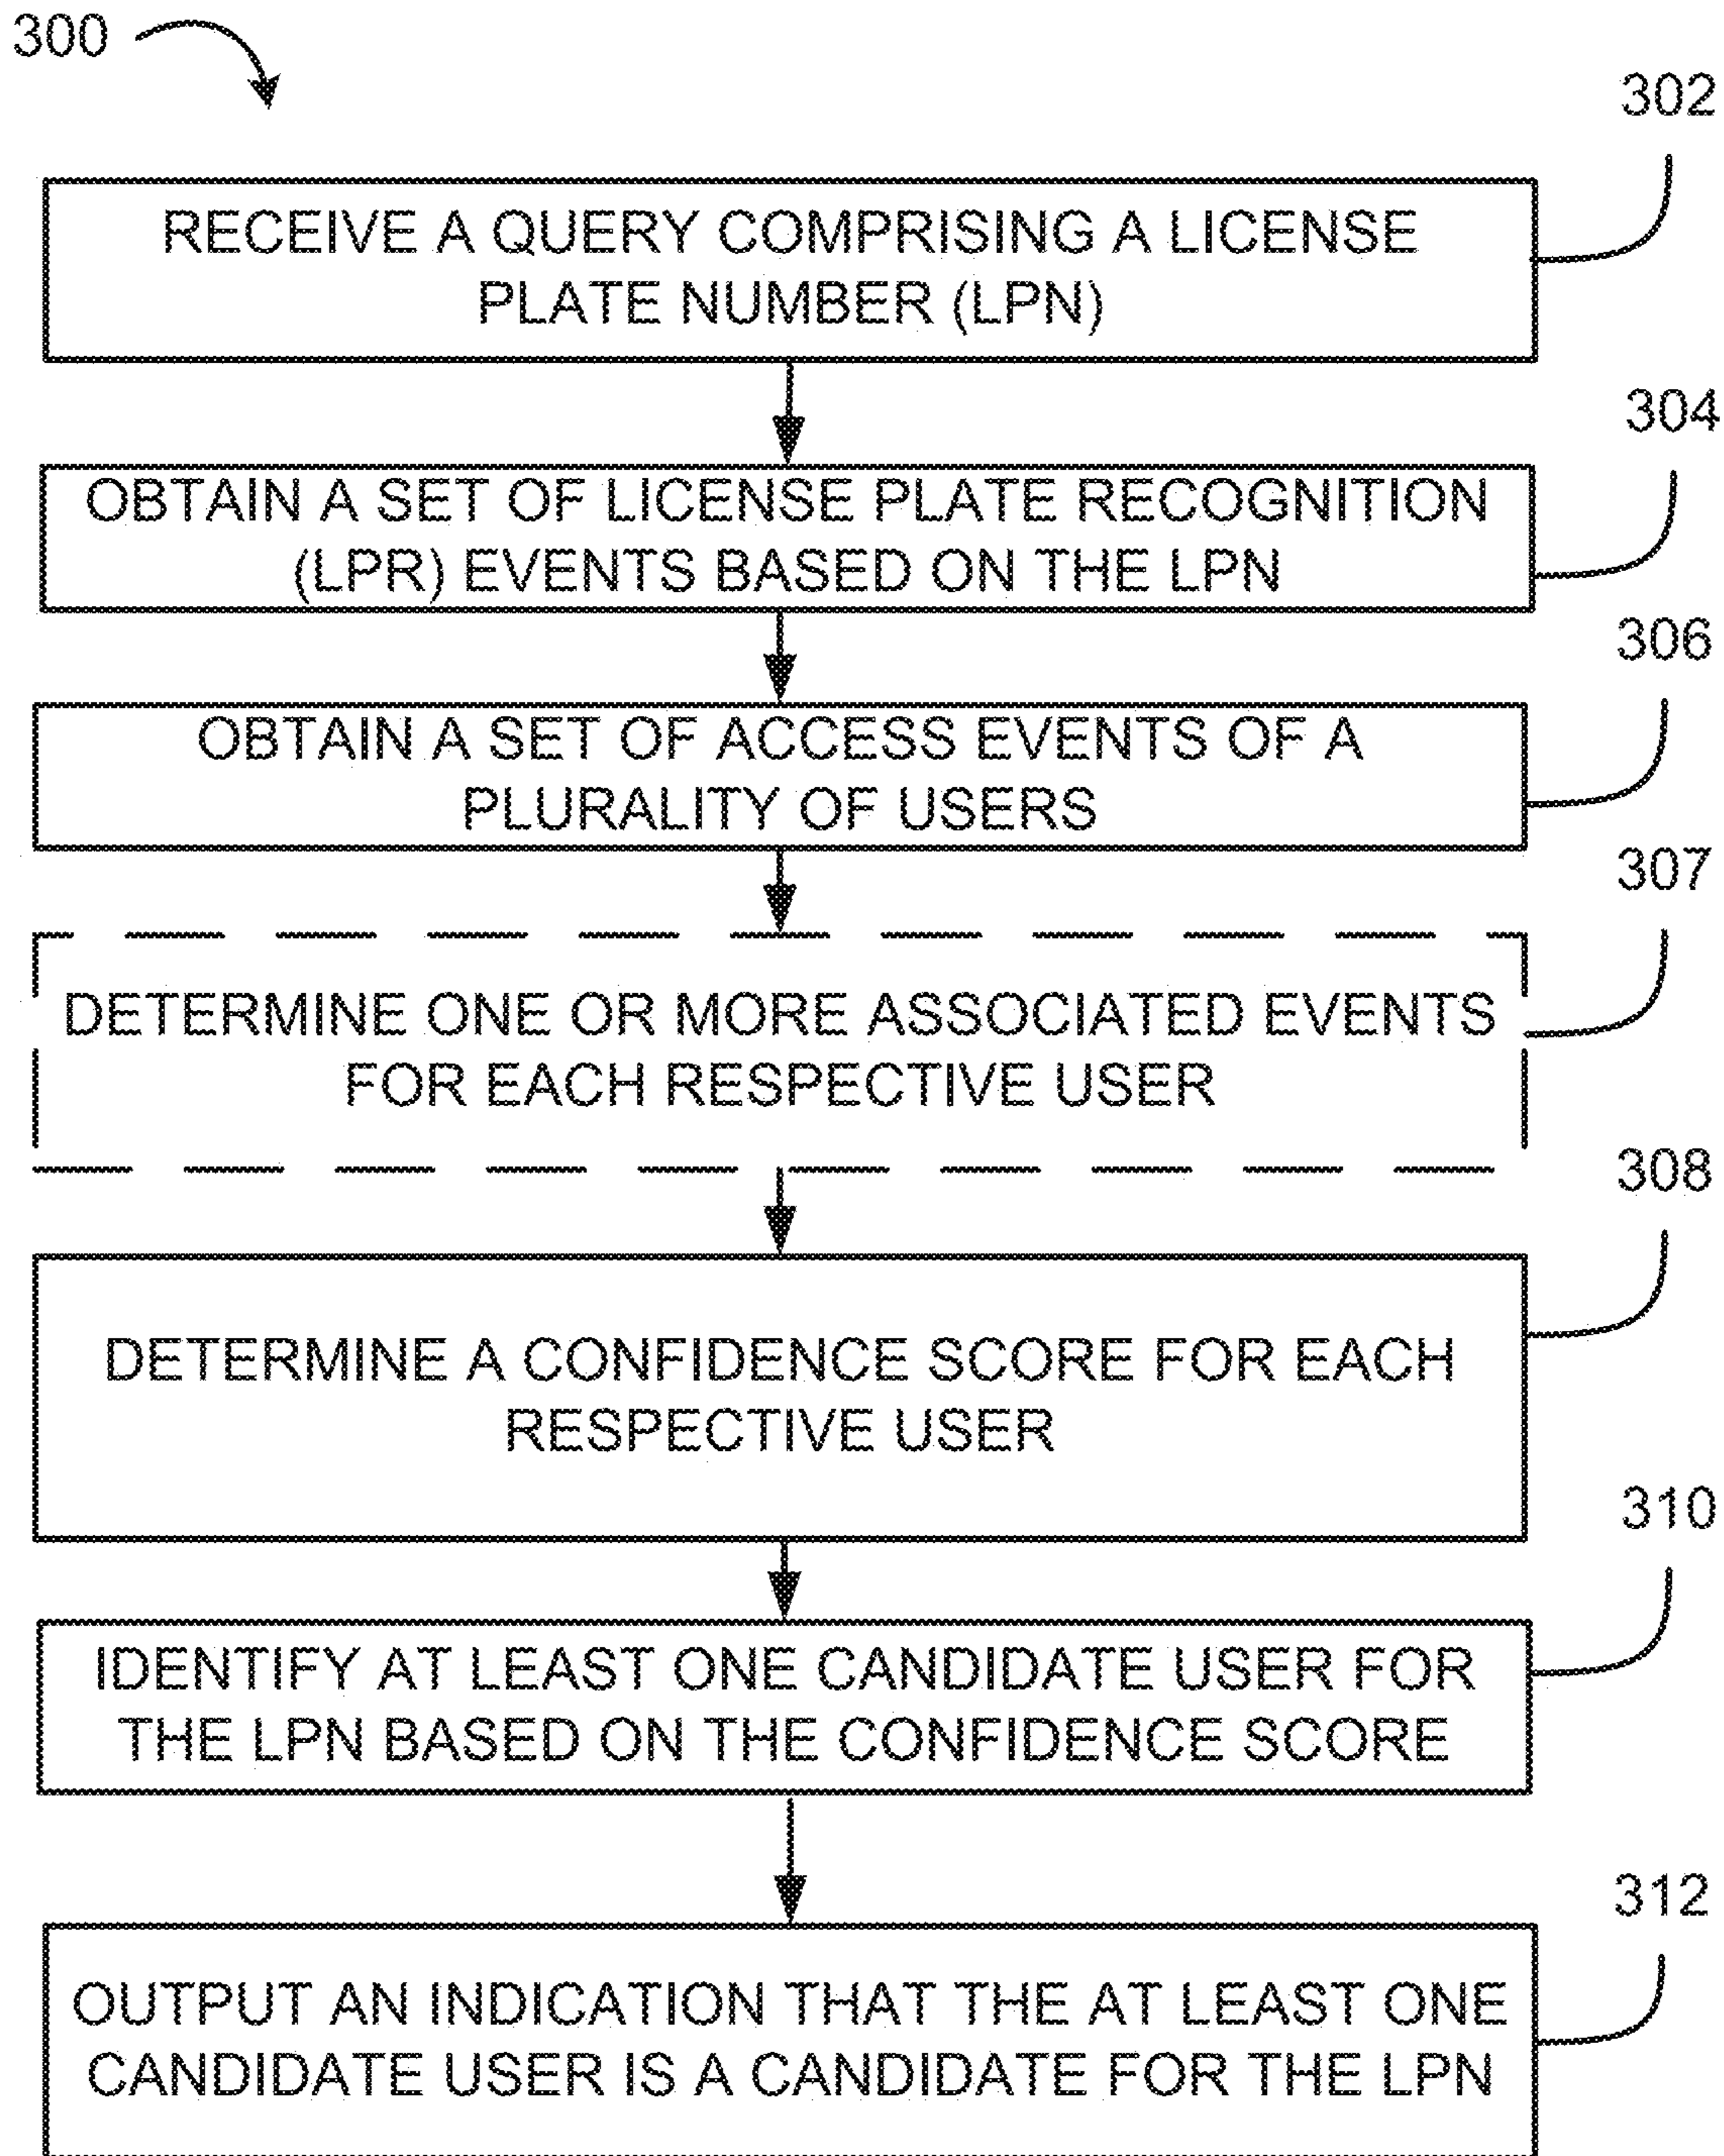 300
302
RECEIVE A QUERY COMPRISING A LICENSE
PLATE NUMBER (LPN)
304
OBTAIN A SET OF LICENSE PLATE RECOGNITION
(LPR) EVENTS BASED ON THE LPN
306
OBTAIN A SET OF ACCESS EVENTS OF A
PLURALITY OF USERS
307
DETERMINE ONE OR MORE ASSOCIATED EVENTS
FOR EACH RESPECTIVE USER
308
DETERMINE A CONFIDENCE SCORE FOR EACH
RESPECTIVE USER
310
IDENTIFY AT LEAST ONE CANDIDATE USER FOR
THE LPN BASED ON THE CONFIDENCE SCORE
312
OUTPUT AN INDICATION THAT THE AT LEAST ONE
CANDIDATE USER IS A CANDIDATE FOR THE LPN